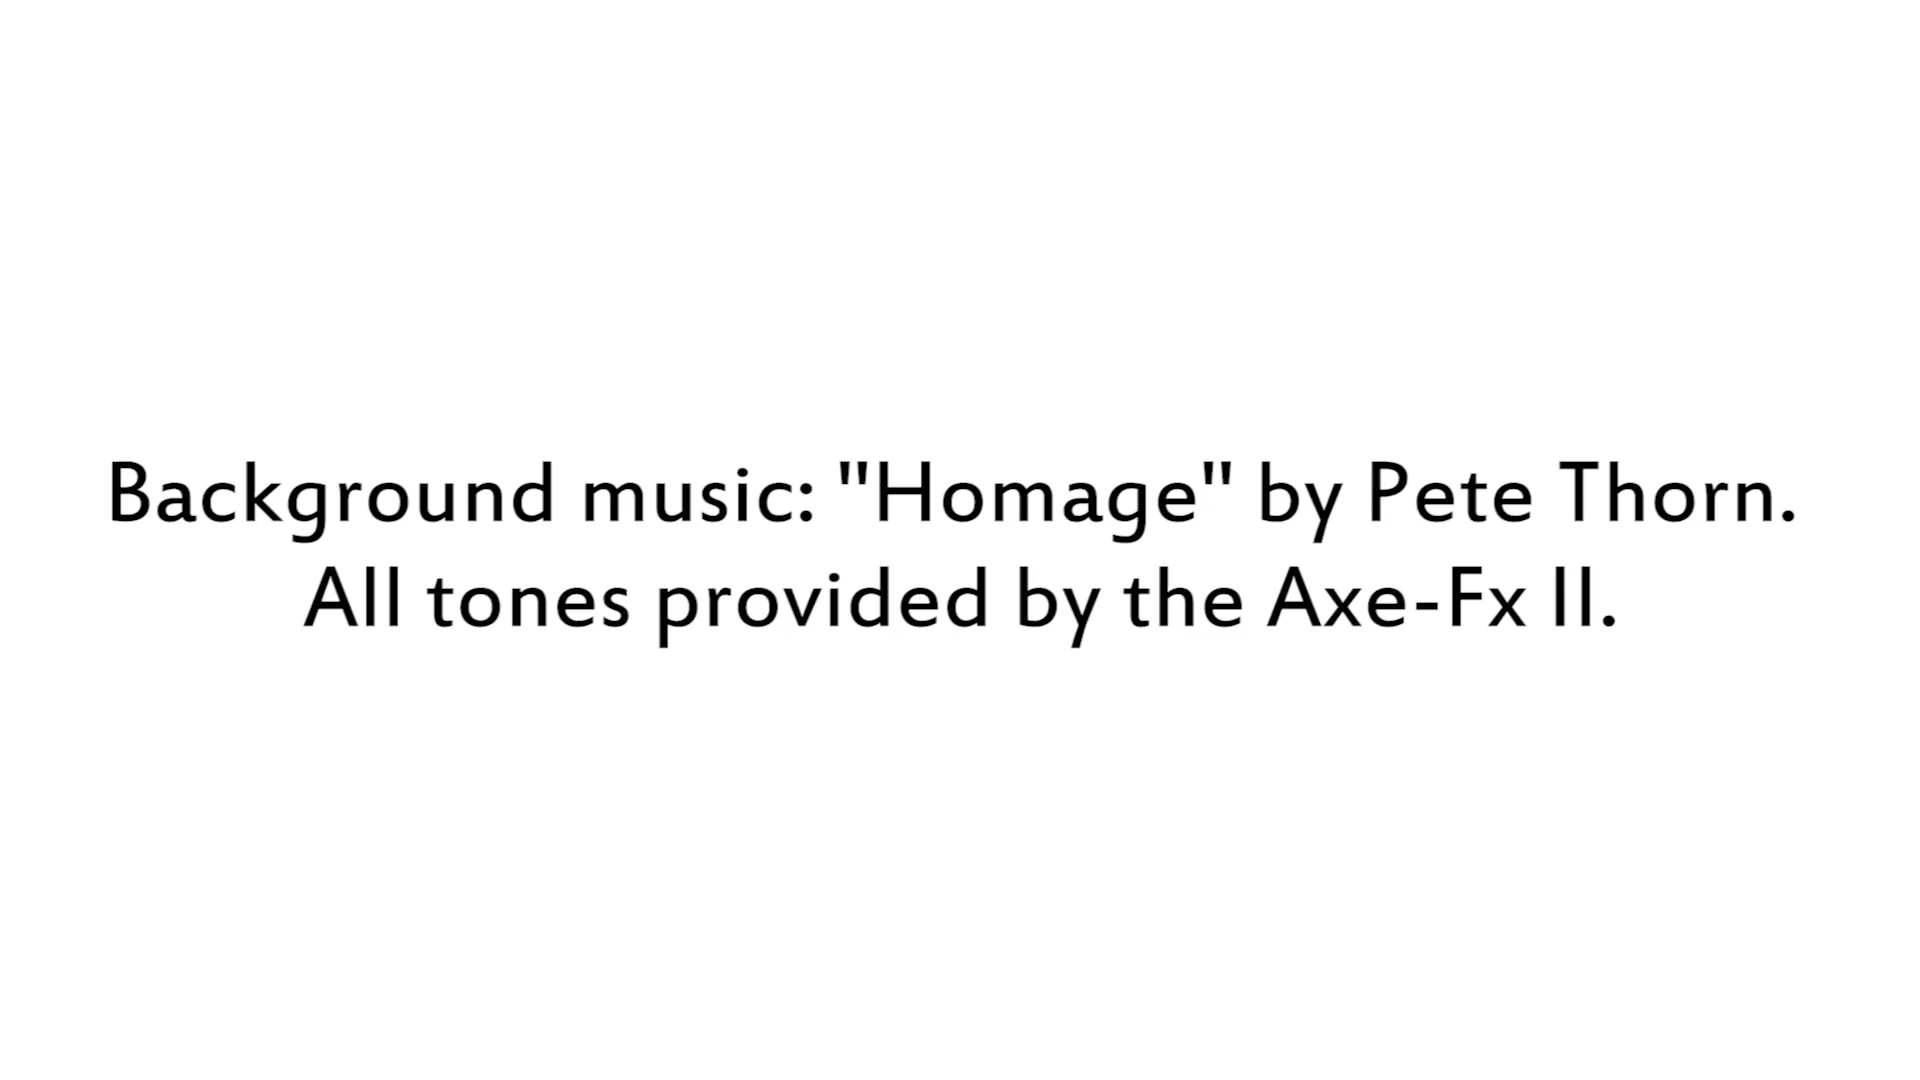 Background music: "Homage" by Pete Thorn.
All tones provided by the Axe-Fx II.